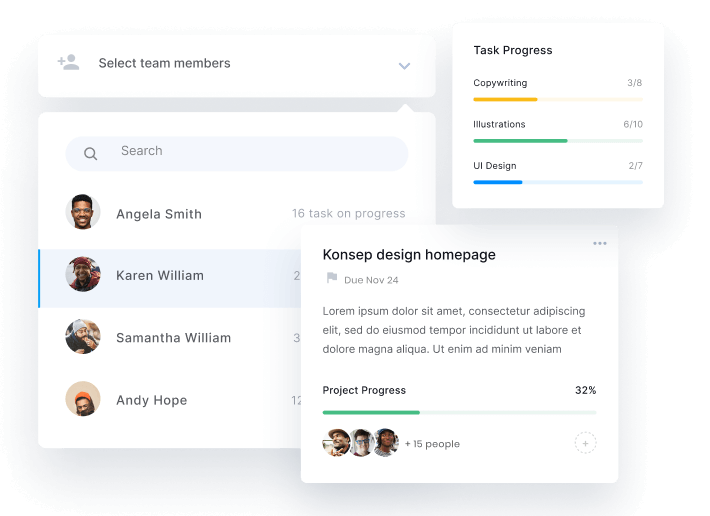 Select team members
Search
Angela Smith 16 task on progress
Karen William 2
Samantha William 3
Andy Hope 12
Task Progress
Copywriting 3/8
Illustrations 6/10
UI Design 2/7
Konsep design homepage
Due Nov 24
Lorem ipsum dolor sit amet, consectetur adipiscing
elit, sed do eiusmod tempor incididunt ut labore et
dolore magna aliqua. Ut enim ad minim veniam
Project Progress 32%
+ 15 people